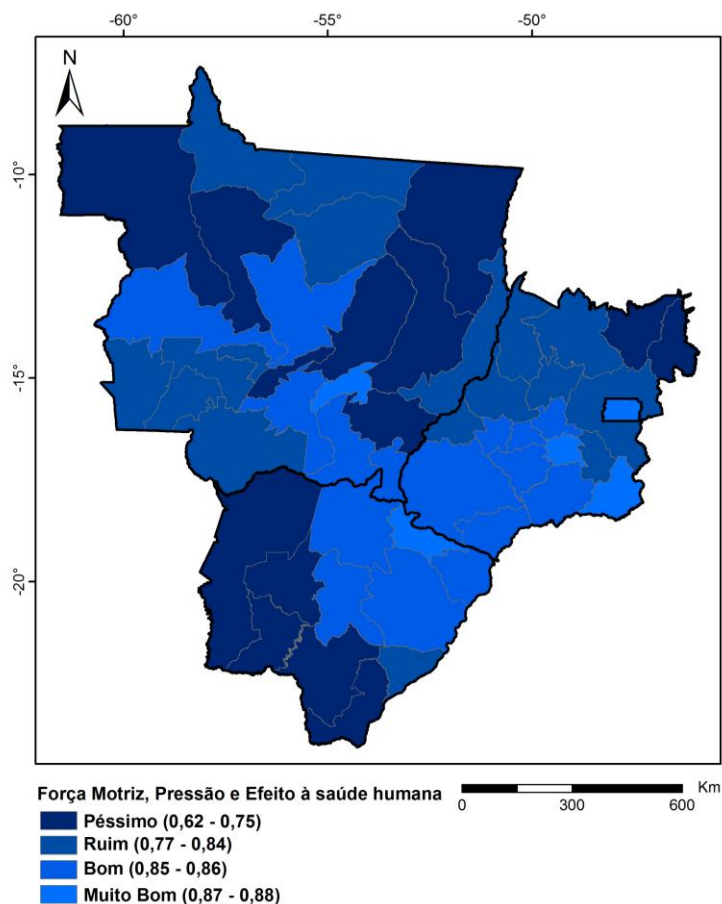 -60° -55° -50°
N
-10°
-15°
-20°
Força Motriz, Pressão e Efeito à saúde humana
Péssimo (0,62 - 0,75)
Ruim (0,77 - 0,84)
Bom (0,85 - 0,86)
Muito Bom (0,87 - 0,88)
Km
0 300 600